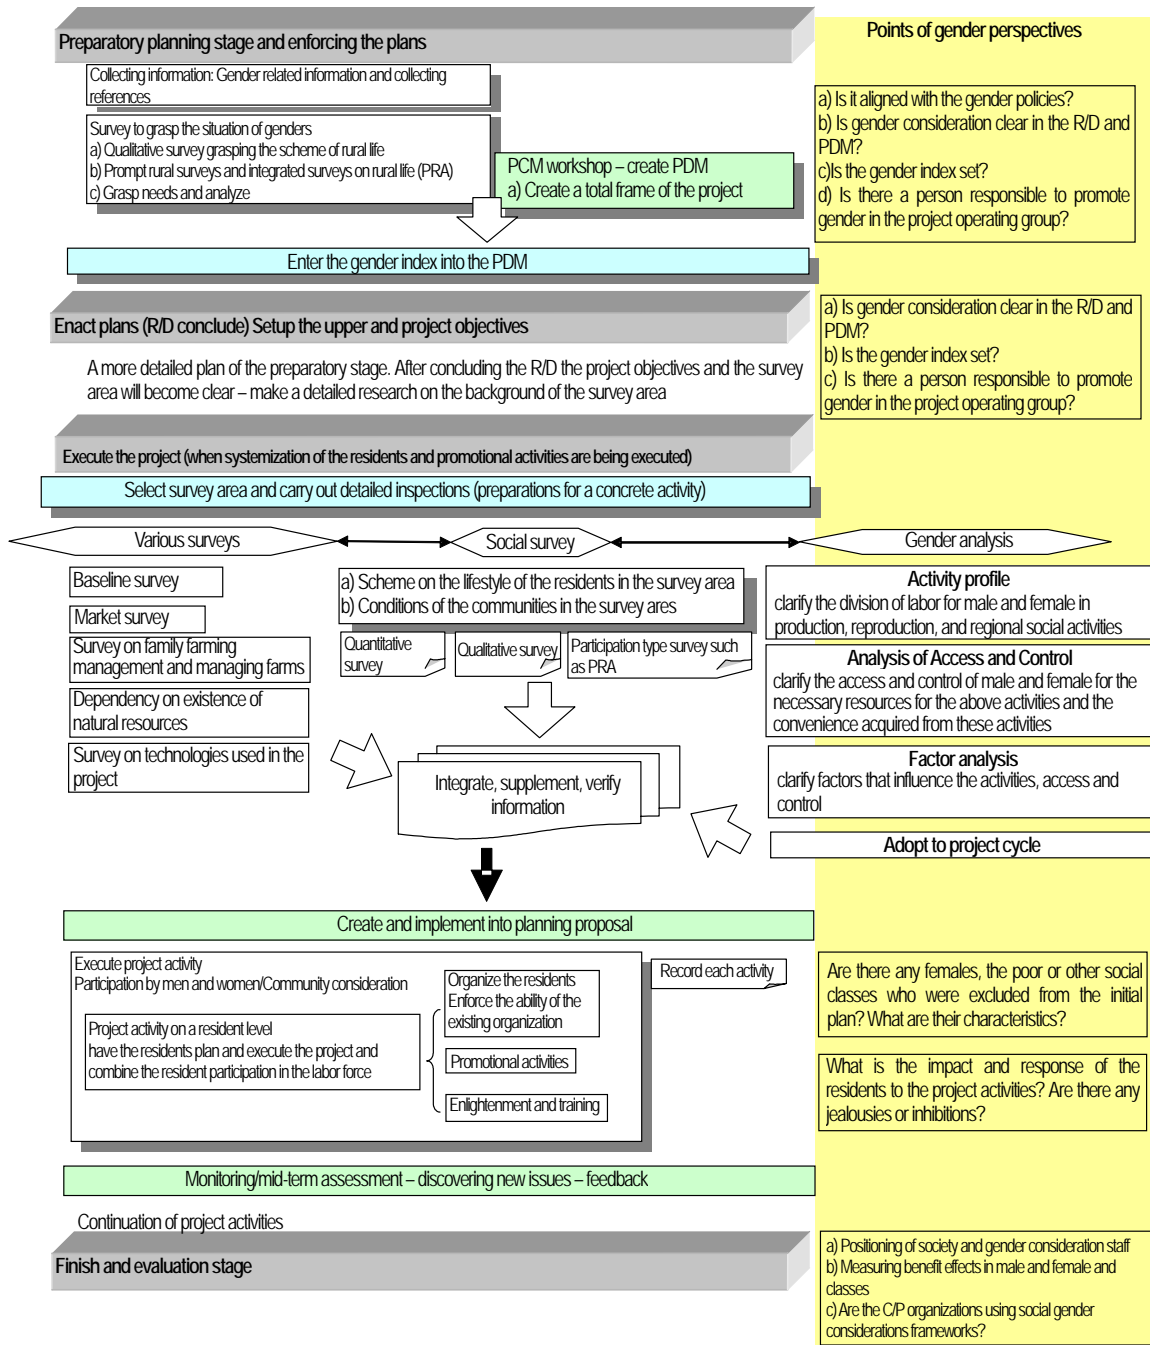 Preparatory planning stage and enforcing the plans
Points of gender perspectives
Collecting information: Gender related information and collecting
references
Survey to grasp the situation of genders
a) Qualitative survey grasping the scheme of rural life
b) Prompt rural surveys and integrated surveys on rural life (PRA)
c) Grasp needs and analyze
PCM workshop – create PDM
a) Create a total frame of the project
a) Is it aligned with the gender policies?
b) Is gender consideration clear in the R/D and
PDM?
c)Is the gender index set?
d) Is there a person responsible to promote
gender in the project operating group?
Enter the gender index into the PDM
Enact plans (R/D conclude) Setup the upper and project objectives
A more detailed plan of the preparatory stage. After concluding the R/D the project objectives and the survey
area will become clear – make a detailed research on the background of the survey area
a) Is gender consideration clear in the R/D and
PDM?
b) Is the gender index set?
c) Is there a person responsible to promote
gender in the project operating group?
Execute the project (when systemization of the residents and promotional activities are being executed)
Select survey area and carry out detailed inspections (preparations for a concrete activity)
Various surveys
Social survey
Gender analysis
Baseline survey
Market survey
Survey on family farming
management and managing farms
Dependency on existence of
natural resources
Survey on technologies used in the
project
a) Scheme on the lifestyle of the residents in the survey area
b) Conditions of the communities in the survey ares
Quantitative
survey
Qualitative survey
Participation type survey such
as PRA
Activity profile
clarify the division of labor for male and female in
production, reproduction, and regional social activities
Analysis of Access and Control
clarify the access and control of male and female for the
necessary resources for the above activities and the
convenience acquired from these activities
Factor analysis
clarify factors that influence the activities, access and
control
Adopt to project cycle
Integrate, supplement, verify
information
Create and implement into planning proposal
Execute project activity
Participation by men and women/Community consideration
Project activity on a resident level
have the residents plan and execute the project and
combine the resident participation in the labor force
Organize the residents
Enforce the ability of the
existing organization
Promotional activities
Enlightenment and training
Record each activity
Are there any females, the poor or other social
classes who were excluded from the initial
plan? What are their characteristics?
What is the impact and response of the
residents to the project activities? Are there any
jealousies or inhibitions?
Monitoring/mid-term assessment – discovering new issues – feedback
Continuation of project activities
Finish and evaluation stage
a) Positioning of society and gender consideration staff
b) Measuring benefit effects in male and female and
classes
c) Are the C/P organizations using social gender
considerations frameworks?